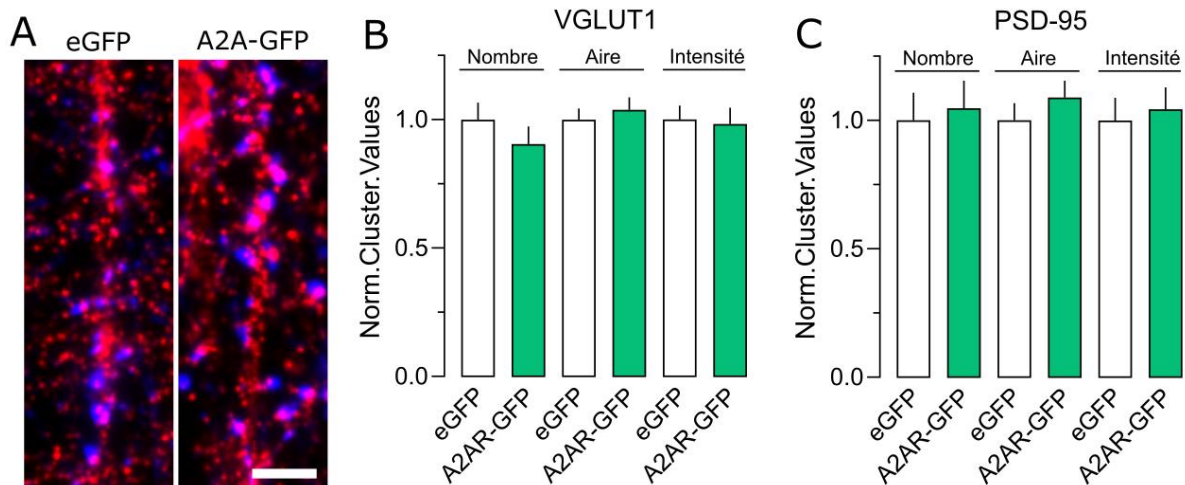 A
eGFP
A2A-GFP
B
VGLUT1
Nombre
Aire
Intensité
Norm.Cluster.Values
1.0
0.5
0.0
eGFP
A2AR-GFP
eGFP
A2AR-GFP
eGFP
A2AR-GFP
C
PSD-95
Nombre
Aire
Intensité
Norm.Cluster.Values
1.0
0.5
0.0
eGFP
A2AR-GFP
eGFP
A2AR-GFP
eGFP
A2AR-GFP